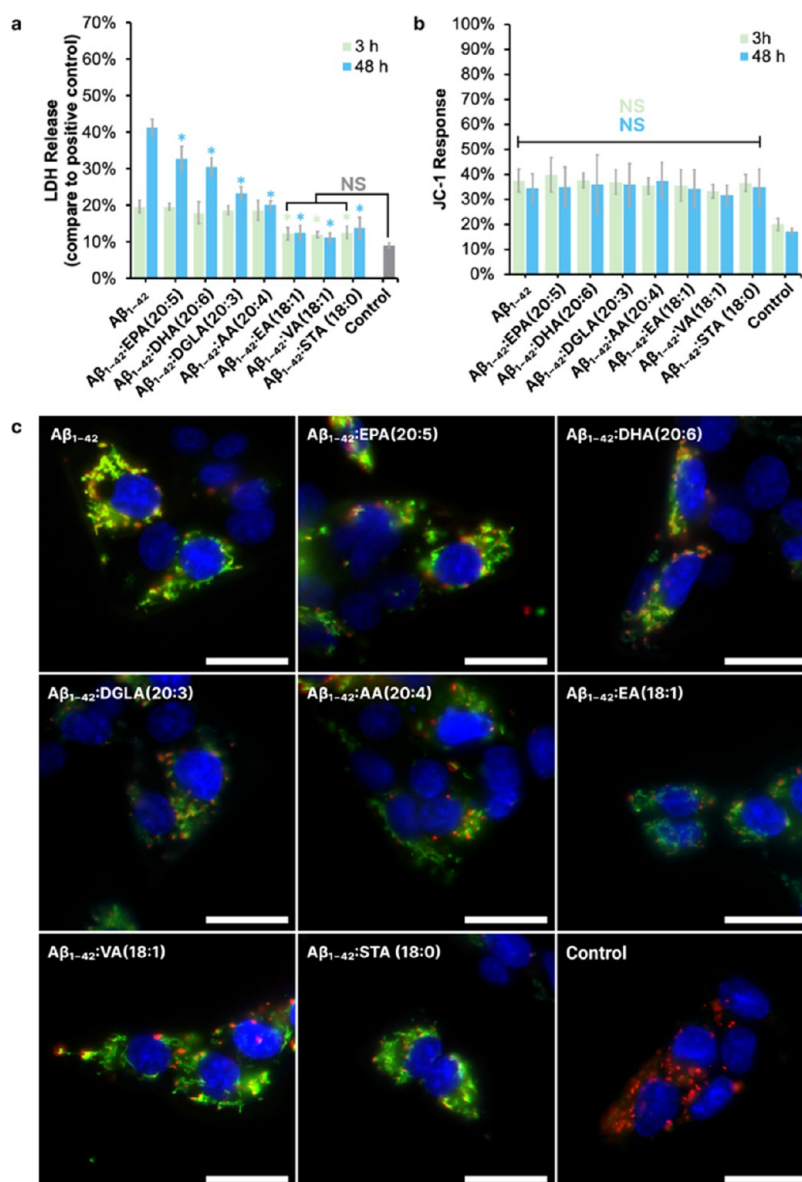 a
LDH Release
(compare to positive control)
70%
60%
50%
40%
30%
20%
10%
0%
3 h
48 h
* * * * * * * * * *
NS
Aβ₁₋₄₂
Aβ₁₋₄₂:EPA(20:5)
Aβ₁₋₄₂:DHA(20:6)
Aβ₁₋₄₂:DGLA(20:3)
Aβ₁₋₄₂:AA(20:4)
Aβ₁₋₄₂:EA(18:1)
Aβ₁₋₄₂:VA(18:1)
Aβ₁₋₄₂:STA (18:0)
Control
b
JC-1 Response
100%
90%
80%
70%
60%
50%
40%
30%
20%
10%
0%
3h
48 h
NS
NS
Aβ₁₋₄₂
Aβ₁₋₄₂:EPA(20:5)
Aβ₁₋₄₂:DHA(20:6)
Aβ₁₋₄₂:DGLA(20:3)
Aβ₁₋₄₂:AA(20:4)
Aβ₁₋₄₂:EA(18:1)
Aβ₁₋₄₂:VA(18:1)
Aβ₁₋₄₂:STA (18:0)
Control
c
Aβ₁₋₄₂
Aβ₁₋₄₂:EPA(20:5)
Aβ₁₋₄₂:DHA(20:6)
Aβ₁₋₄₂:DGLA(20:3)
Aβ₁₋₄₂:AA(20:4)
Aβ₁₋₄₂:EA(18:1)
Aβ₁₋₄₂:VA(18:1)
Aβ₁₋₄₂:STA (18:0)
Control